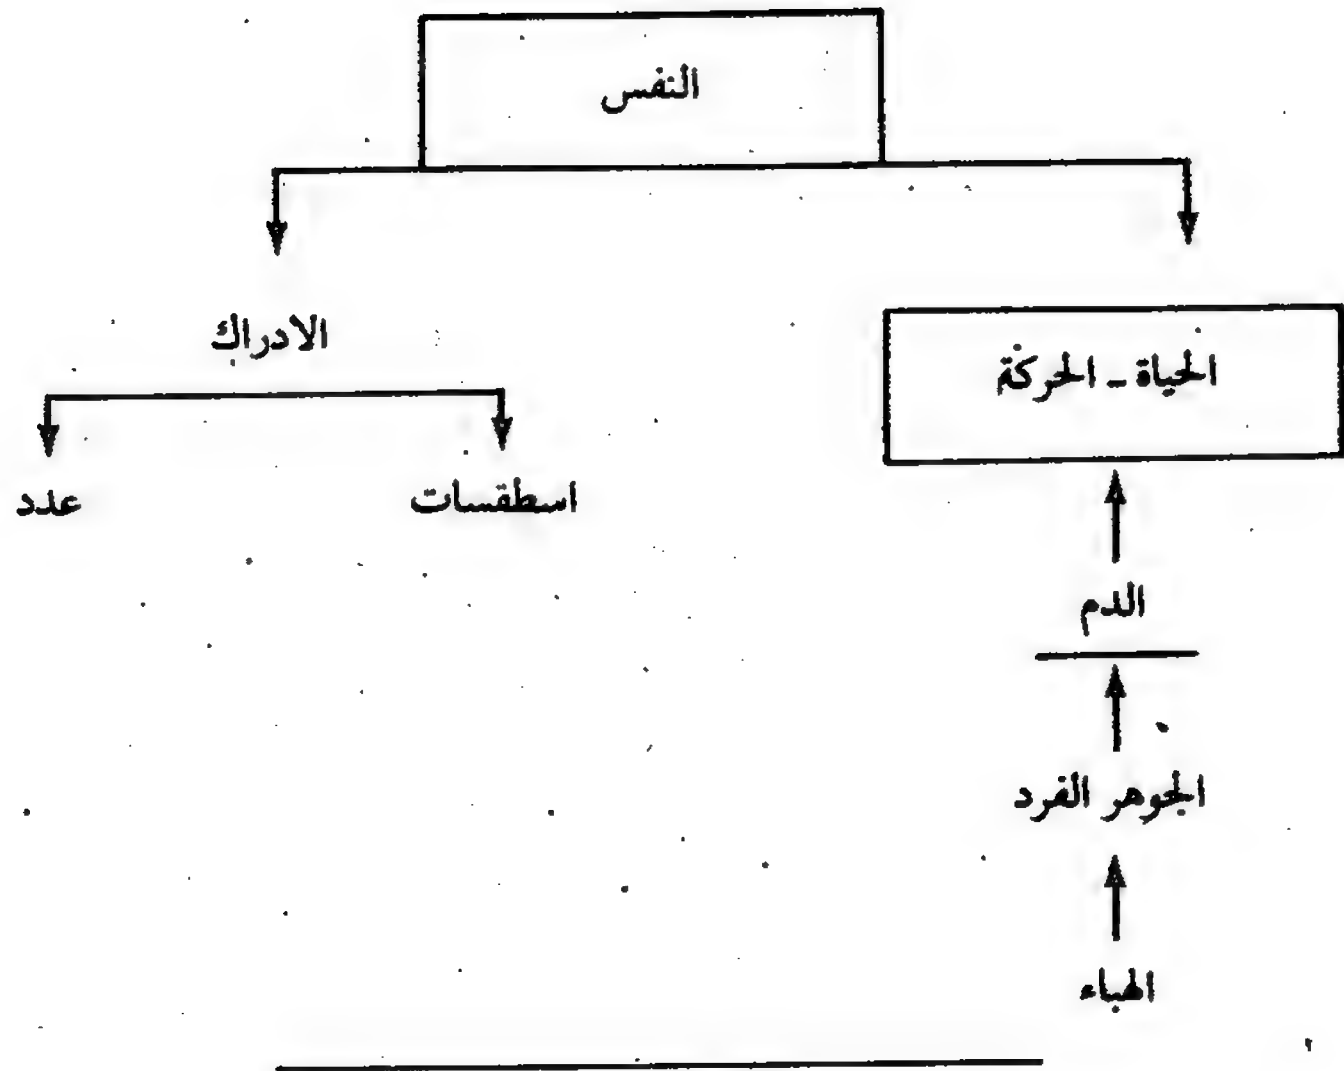 النفس
الادراك
الحياة - الحركة
عدد
اسطقسات
الدم
الجوهر الفرد
الهباء